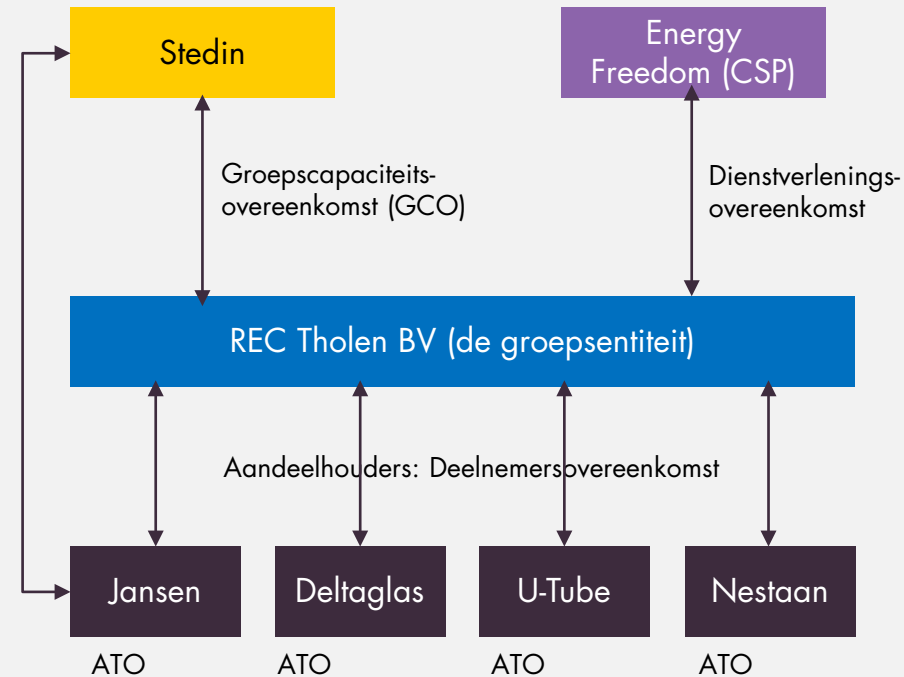 Stedin
Energy
Freedom (CSP)
Groepscapaciteits-
overeenkomst (GCO)
Dienstverlenings-
overeenkomst
REC Tholen BV (de groepsentiteit)
Aandeelhouders: Deelnemersovereenkomst
Jansen
Deltaglas
U-Tube
Nestaan
ATO
ATO
ATO
ATO